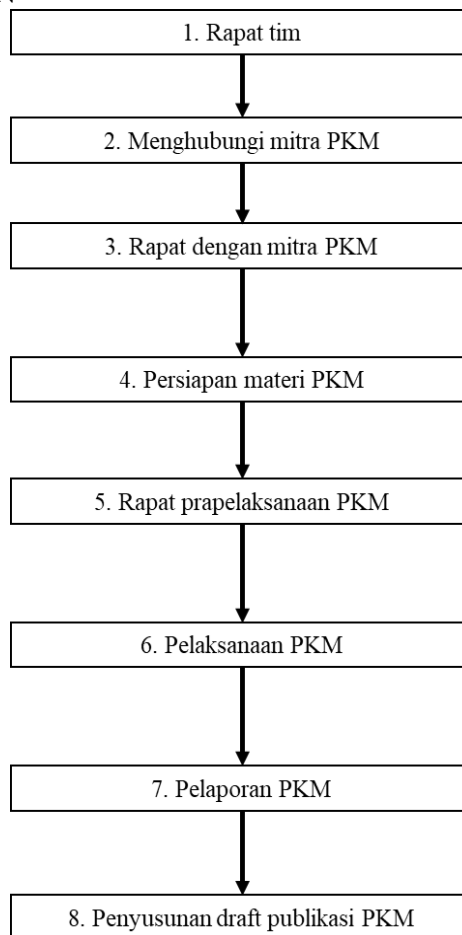 1. Rapat tim
2. Menghubungi mitra PKM
3. Rapat dengan mitra PKM
4. Persiapan materi PKM
5. Rapat prapelaksanaan PKM
6. Pelaksanaan PKM
7. Pelaporan PKM
8. Penyusunan draft publikasi PKM